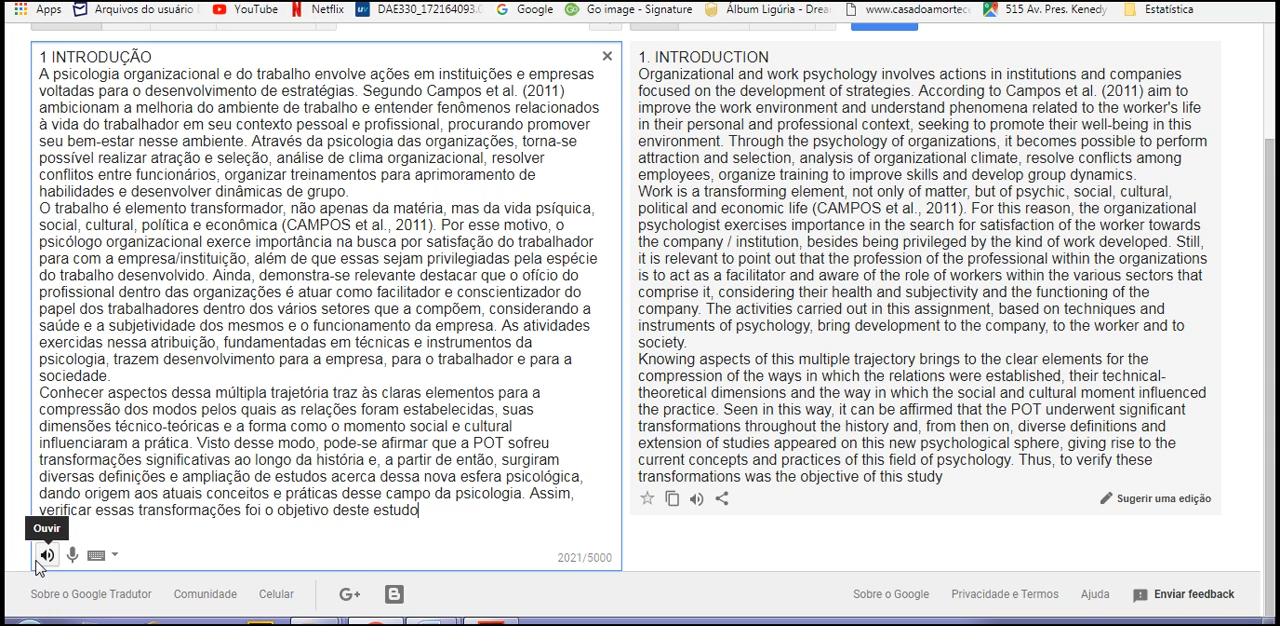 Apps
Arquivos do usuário
YouTube
Netflix
DAE330_172164093.
Google
Go image - Signature
Álbum Ligúria - Drea
www.casadoamortec
515 Av. Pres. Kenedy
Estatística
1 INTRODUÇÃO
A psicologia organizacional e do trabalho envolve ações em instituições e empresas
voltadas para o desenvolvimento de estratégias. Segundo Campos et al. (2011)
ambicionam a melhoria do ambiente de trabalho e entender fenômenos relacionados
à vida do trabalhador em seu contexto pessoal e profissional, procurando promover
seu bem-estar nesse ambiente. Através da psicologia das organizações, torna-se
possível realizar atração e seleção, análise de clima organizacional, resolver
conflitos entre funcionários, organizar treinamentos para aprimoramento de
habilidades e desenvolver dinâmicas de grupo.
O trabalho é elemento transformador, não apenas da matéria, mas da vida psíquica,
social, cultural, política e econômica (CAMPOS et al., 2011). Por esse motivo, o
psicólogo organizacional exerce importância na busca por satisfação do trabalhador
para com a empresa/instituição, além de que essas sejam privilegiadas pela espécie
do trabalho desenvolvido. Ainda, demonstra-se relevante destacar que o ofício do
profissional dentro das organizações é atuar como facilitador e conscientizador do
papel dos trabalhadores dentro dos vários setores que a compõem, considerando a
saúde e a subjetividade dos mesmos e o funcionamento da empresa. As atividades
exercidas nessa atribuição, fundamentadas em técnicas e instrumentos da
psicologia, trazem desenvolvimento para a empresa, para o trabalhador e para a
sociedade.
Conhecer aspectos dessa múltipla trajetória traz às claras elementos para a
compressão dos modos pelos quais as relações foram estabelecidas, suas
dimensões técnico-teóricas e a forma como o momento social e cultural
influenciaram a prática. Visto desse modo, pode-se afirmar que a POT sofreu
transformações significativas ao longo da história e, a partir de então, surgiram
diversas definições e ampliação de estudos acerca dessa nova esfera psicológica,
dando origem aos atuais conceitos e práticas desse campo da psicologia. Assim,
verificar essas transformações foi o objetivo deste estudo
Ouvir
2021/5000
1. INTRODUCTION
Organizational and work psychology involves actions in institutions and companies
focused on the development of strategies. According to Campos et al. (2011) aim to
improve the work environment and understand phenomena related to the worker's life
in their personal and professional context, seeking to promote their well-being in this
environment. Through the psychology of organizations, it becomes possible to perform
attraction and selection, analysis of organizational climate, resolve conflicts among
employees, organize training to improve skills and develop group dynamics.
Work is a transforming element, not only of matter, but of psychic, social, cultural,
political and economic life (CAMPOS et al., 2011). For this reason, the organizational
psychologist exercises importance in the search for satisfaction of the worker towards
the company / institution, besides being privileged by the kind of work developed. Still,
it is relevant to point out that the profession of the professional within the organizations
is to act as a facilitator and aware of the role of workers within the various sectors that
comprise it, considering their health and subjectivity and the functioning of the
company. The activities carried out in this assignment, based on techniques and
instruments of psychology, bring development to the company, to the worker and to
society.
Knowing aspects of this multiple trajectory brings to the clear elements for the
compression of the ways in which the relations were established, their technical-
theoretical dimensions and the way in which the social and cultural moment influenced
the practice. Seen in this way, it can be affirmed that the POT underwent significant
transformations throughout the history and, from then on, diverse definitions and
extension of studies appeared on this new psychological sphere, giving rise to the
current concepts and practices of this field of psychology. Thus, to verify these
transformations was the objective of this study
Sugerir uma edição
Sobre o Google Tradutor
Comunidade
Celular
G+
Sobre o Google
Privacidade e Termos
Ajuda
Enviar feedback